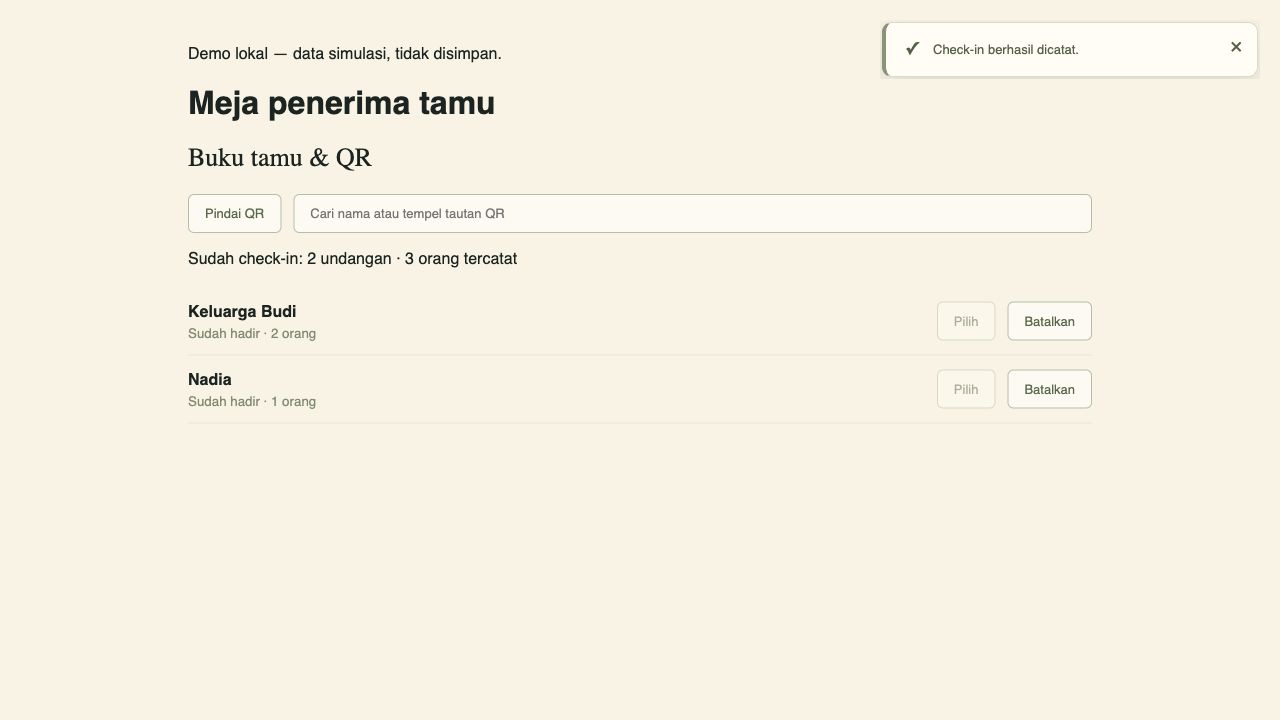 Demo lokal — data simulasi, tidak disimpan.
✔ Check-in berhasil dicatat. ✕
Meja penerima tamu
Buku tamu & QR
Pindai QR
Cari nama atau tempel tautan QR
Sudah check-in: 2 undangan · 3 orang tercatat
Keluarga Budi
Sudah hadir · 2 orang
Pilih
Batalkan
Nadia
Sudah hadir · 1 orang
Pilih
Batalkan